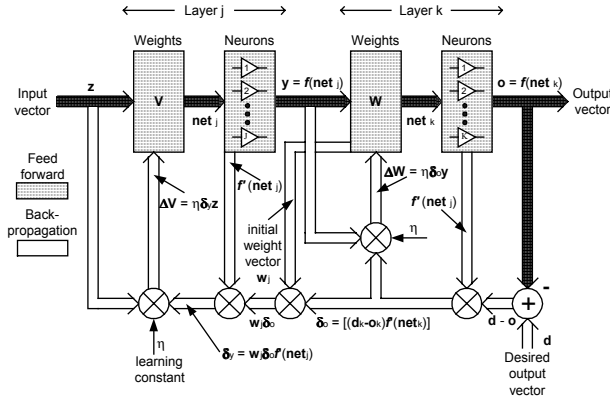 Layer j
Layer k
Weights
Neurons
Weights
Neurons
Input
vector
z
V
net j
1
2
J
y = f(net j)
W
net k
1
2
K
o = f(net k)
Output
vector
Feed
forward
Back-
propagation
ΔV = ηδyz
f'(net j)
initial
weight
vector
wj
ΔW = ηδoy
η
f'(net j)
-
+
wjδo
δo = [(dk-ok)f'(netk)]
d - o
d
η
learning
constant
δy = wjδof'(netj)
Desired
output
vector